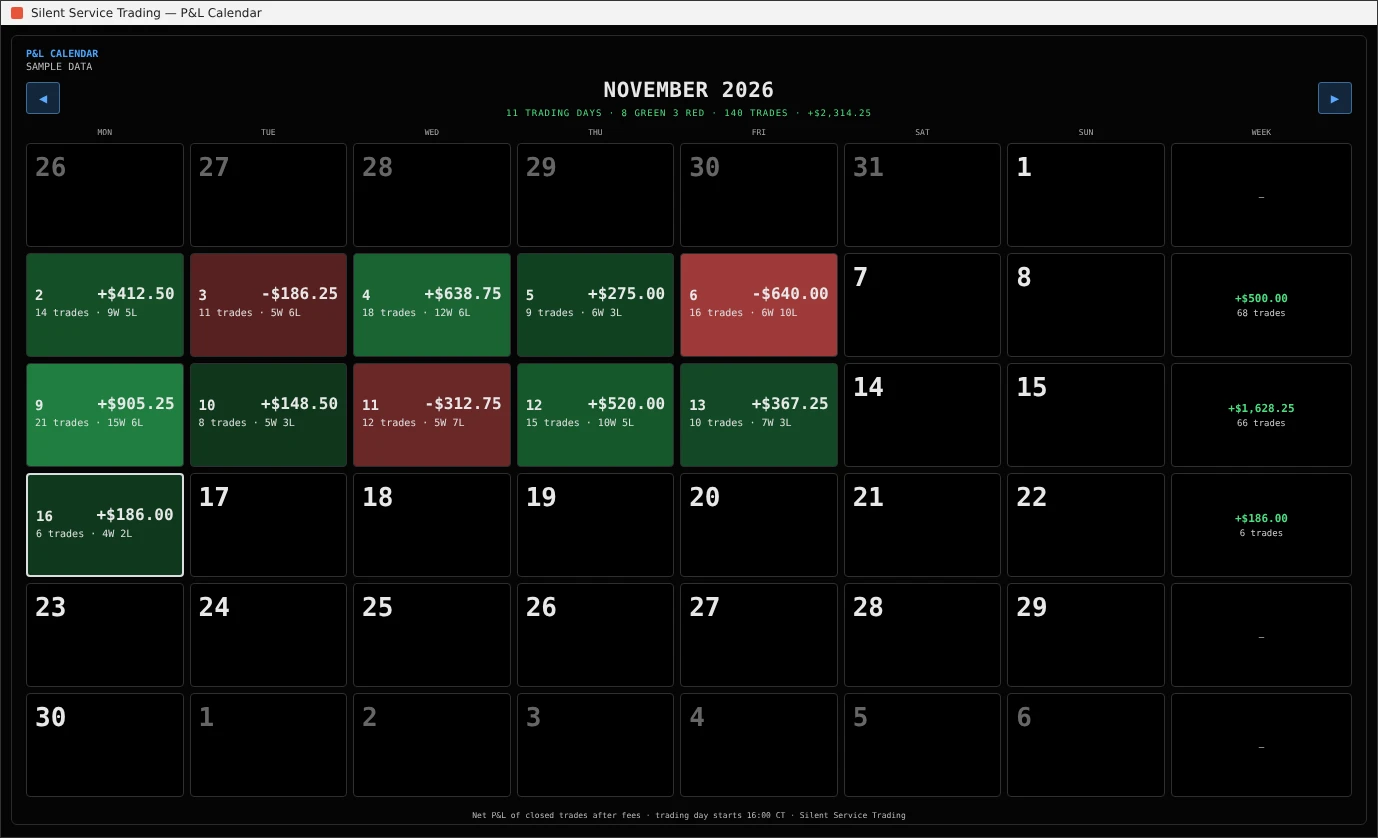 Silent Service Trading — P&L Calendar
P&L CALENDAR
SAMPLE DATA
◄
NOVEMBER 2026
►
11 TRADING DAYS · 8 GREEN 3 RED · 140 TRADES · +$2,314.25
MON TUE WED THU FRI SAT SUN WEEK
26 27 28 29 30 31 1 —
2 +$412.50 3 -$186.25 4 +$638.75 5 +$275.00 6 -$640.00 7 8 +$500.00
14 trades · 9W 5L 11 trades · 5W 6L 18 trades · 12W 6L 9 trades · 6W 3L 16 trades · 6W 10L 68 trades
9 +$905.25 10 +$148.50 11 -$312.75 12 +$520.00 13 +$367.25 14 15 +$1,628.25
21 trades · 15W 6L 8 trades · 5W 3L 12 trades · 5W 7L 15 trades · 10W 5L 10 trades · 7W 3L 66 trades
16 +$186.00 17 18 19 20 21 22 +$186.00
6 trades · 4W 2L 6 trades
23 24 25 26 27 28 29 —
30 1 2 3 4 5 6 —
Net P&L of closed trades after fees · trading day starts 16:00 CT · Silent Service Trading